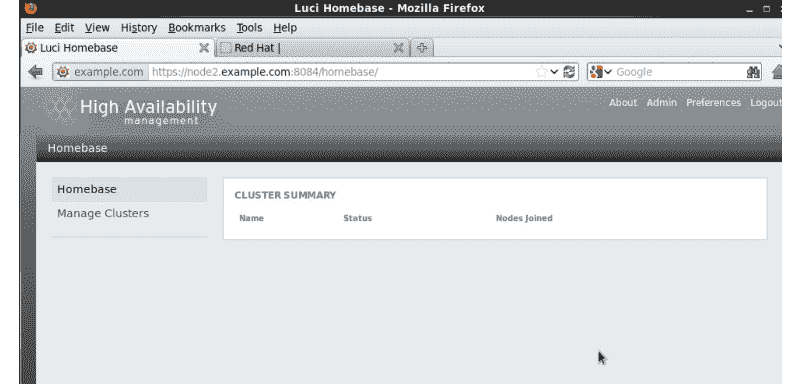 Luci Homebase - Mozilla Firefox
File Edit View History Bookmarks Tools Help
Luci Homebase Red Hat |
example.com https://node2.example.com:8084/homebase/ Google
High Availability
management
About Admin Preferences Logout
Homebase
Homebase
Manage Clusters
CLUSTER SUMMARY
Name Status Nodes Joined